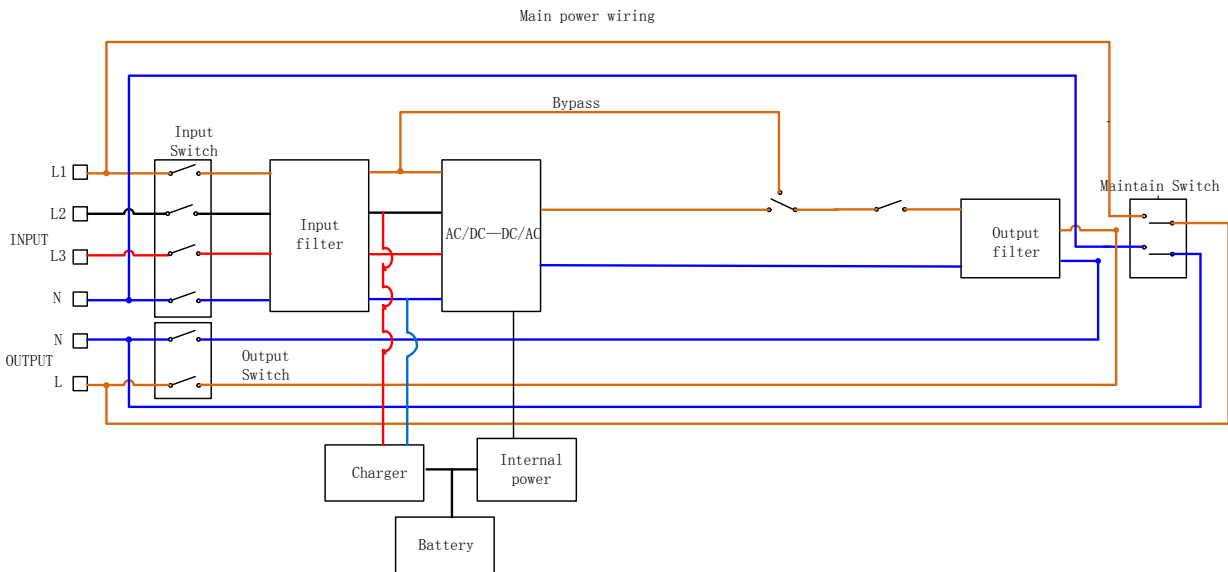 Main power wiring
Bypass
Input
Switch
L1
L2
INPUT
L3
N
Input
filter
AC/DC—DC/AC
Output
filter
Maintain Switch
N
OUTPUT
L
Output
Switch
Charger
Internal
power
Battery